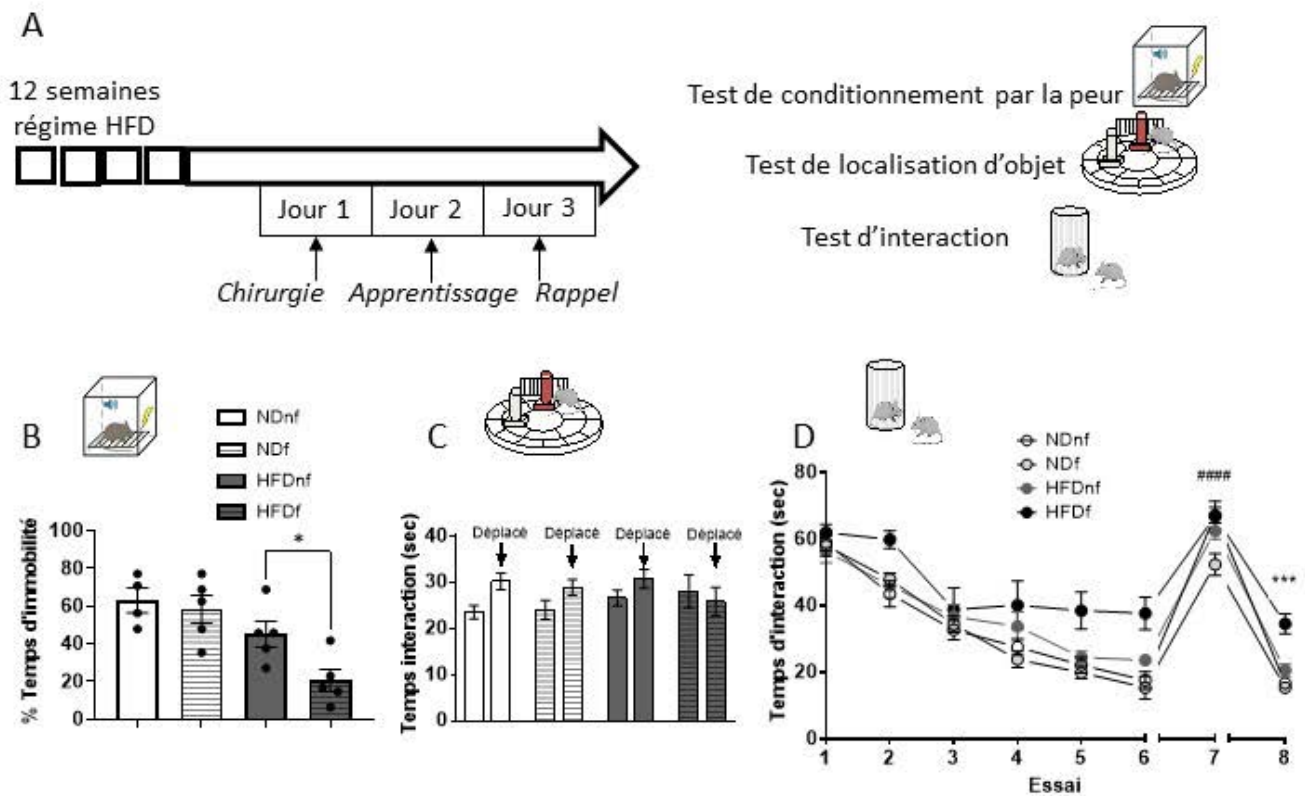 A
12 semaines
régime HFD
Jour 1
Jour 2
Jour 3
Chirurgie
Apprentissage
Rappel
Test de conditionnement par la peur
Test de localisation d'objet
Test d'interaction
B
NDnf
NDf
HFDnf
HFDf
% Temps d'immobilité
100
80
60
40
20
0
*
C
Temps interaction (sec)
40
30
20
10
0
Déplacé
Déplacé
Déplacé
Déplacé
D
NDnf
NDf
HFDnf
HFDf
Temps d'interaction (sec)
80
60
40
20
0
####
***
1
2
3
4
5
6
7
8
Essai